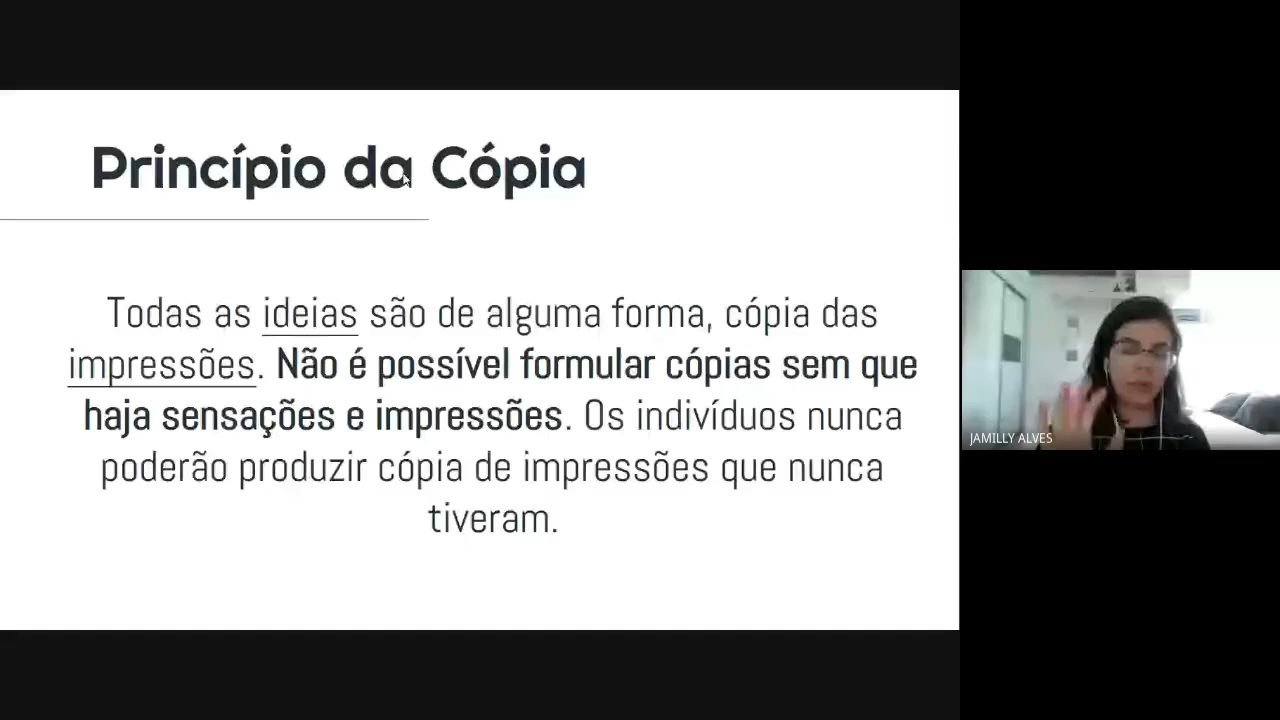 Princípio da Cópia
Todas as ideias são de alguma forma, cópia das
impressões. Não é possível formular cópias sem que
haja sensações e impressões. Os indivíduos nunca
poderão produzir cópia de impressões que nunca
tiveram.
JAMILLY ALVES